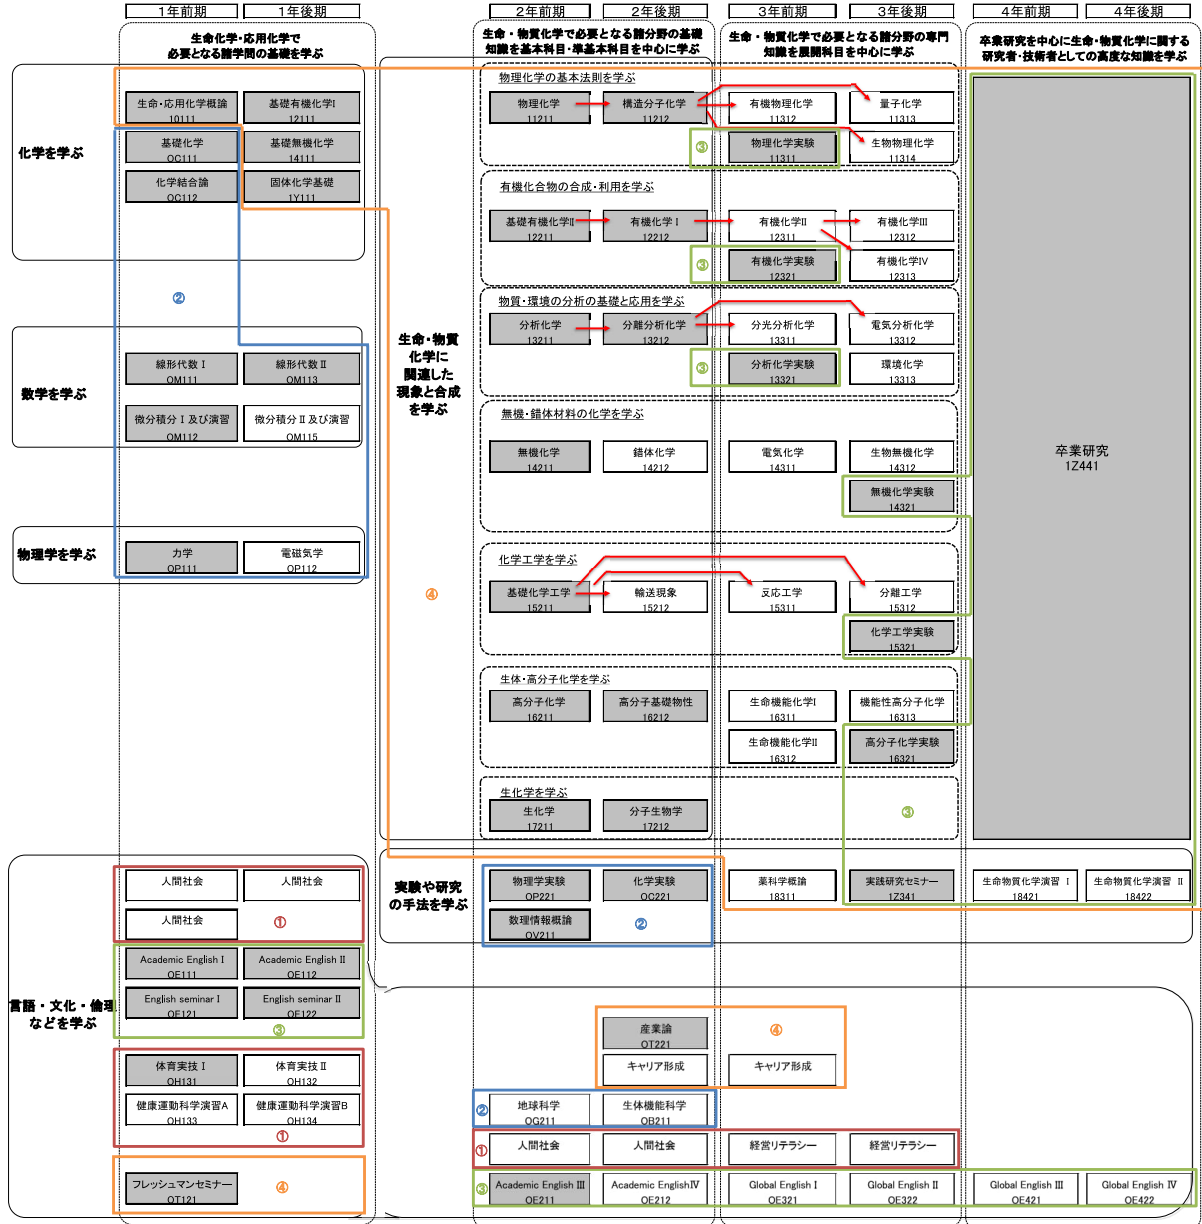 1年前期
1年後期
2年前期
2年後期
3年前期
3年後期
4年前期
4年後期
生命化学・応用化学で
必要となる諸学問の基礎を学ぶ
生命・物質化学で必要となる諸分野の基礎
知識を基本科目・準基本科目を中心に学ぶ
生命・物質化学で必要となる諸分野の専門
知識を展開科目を中心に学ぶ
卒業研究を中心に生命・物質化学に関する
研究者・技術者としての高度な知識を学ぶ
化学を学ぶ
生命・応用化学概論
10111
基礎有機化学I
12111
基礎化学
OC111
基礎無機化学
14111
化学結合論
OC112
固体化学基礎
1Y111
②
数学を学ぶ
線形代数Ⅰ
OM111
線形代数Ⅱ
OM113
微分積分Ⅰ及び演習
OM112
微分積分Ⅱ及び演習
OM115
物理学を学ぶ
力学
OP111
電磁気学
OP112
生命・物質
化学に
関連した
現象と合成
を学ぶ
④
物理化学の基本法則を学ぶ
物理化学
11211
構造分子化学
11212
有機物理化学
11312
量子化学
11313
③
物理化学実験
11311
生物物理化学
11314
有機化合物の合成・利用を学ぶ
基礎有機化学II
12211
有機化学Ⅰ
12212
有機化学II
12311
有機化学III
12312
③
有機化学実験
12321
有機化学IV
12313
物質・環境の分析の基礎と応用を学ぶ
分析化学
13211
分離分析化学
13212
分光分析化学
13311
電気分析化学
13312
③
分析化学実験
13321
環境化学
13313
無機・錯体材料の化学を学ぶ
無機化学
14211
錯体化学
14212
電気化学
14311
生物無機化学
14312
無機化学実験
14321
化学工学を学ぶ
基礎化学工学
15211
輸送現象
15212
反応工学
15311
分離工学
15312
化学工学実験
15321
生体・高分子化学を学ぶ
高分子化学
16211
高分子基礎物性
16212
生命機能化学I
16311
機能性高分子化学
16313
生命機能化学II
16312
高分子化学実験
16321
生化学を学ぶ
生化学
17211
分子生物学
17212
③
卒業研究
1Z441
実験や研究
の手法を学ぶ
物理学実験
OP221
化学実験
OC221
数理情報概論
OV211
②
薬科学概論
18311
実践研究セミナー
1Z341
生命物質化学演習 Ⅰ
18421
生命物質化学演習 Ⅱ
18422
言語・文化・倫理
などを学ぶ
人間社会
人間社会
人間社会
①
Academic English Ⅰ
OE111
Academic English Ⅱ
OE112
English seminar Ⅰ
OE121
English seminar Ⅱ
OE122
③
体育実技Ⅰ
OH131
体育実技Ⅱ
OH132
健康運動科学演習A
OH133
健康運動科学演習B
OH134
①
フレッシュマンセミナー
OT121
④
産業論
OT221
④
キャリア形成
キャリア形成
②
地球科学
OG211
生体機能科学
OB211
①
人間社会
人間社会
経営リテラシー
経営リテラシー
③
Academic English Ⅲ
OE211
Academic EnglishⅣ
OE212
Global English Ⅰ
OE321
Global English Ⅱ
OE322
Global English Ⅲ
OE421
Global English Ⅳ
OE422